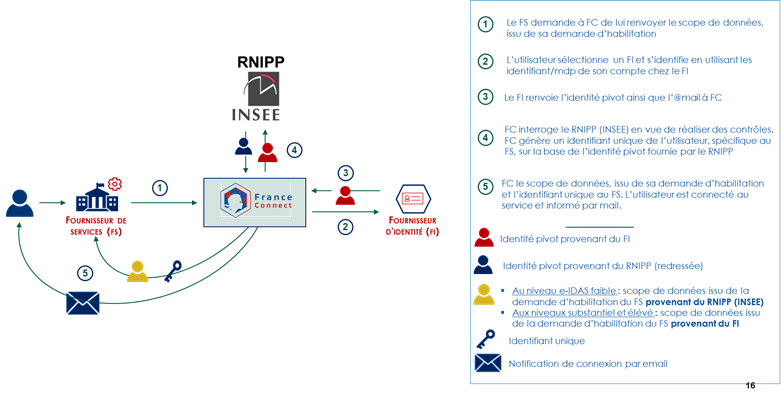 RNIPP
INSEE
4
3
1
France
Connect
FOURNISSEUR DE
SERVICES (FS)
2
FOURNISSEUR
D'IDENTITÉ (FI)
5
1 Le FS demande à FC de lui renvoyer le scope de données,
issu de sa demande d'habilitation
2 L'utilisateur sélectionne un FI et s'identifie en utilisant les
identifiant/mdp de son compte chez le FI
3 Le FI renvoie l'identité pivot ainsi que l'@mail à FC
4 FC interroge le RNIPP (INSEE) en vue de réaliser des contrôles.
FC génère un identifiant unique de l'utilisateur, spécifique au
FS, sur la base de l'identité pivot fournie par le RNIPP
5 FC le scope de données, issu de sa demande d'habilitation
et l'identifiant unique au FS. L'utilisateur est connecté au
service et informé par mail.
Identité pivot provenant du FI
Identité pivot provenant du RNIPP (redressée)
▪ Au niveau e-IDAS faible : scope de données issu de la
demande d'habilitation du FS provenant du RNIPP (INSEE)
▪ Aux niveaux substantiel et élévé : scope de données issu
de la demande d'habilitation du FS provenant du FI
Identifiant unique
Notification de connexion par email
16